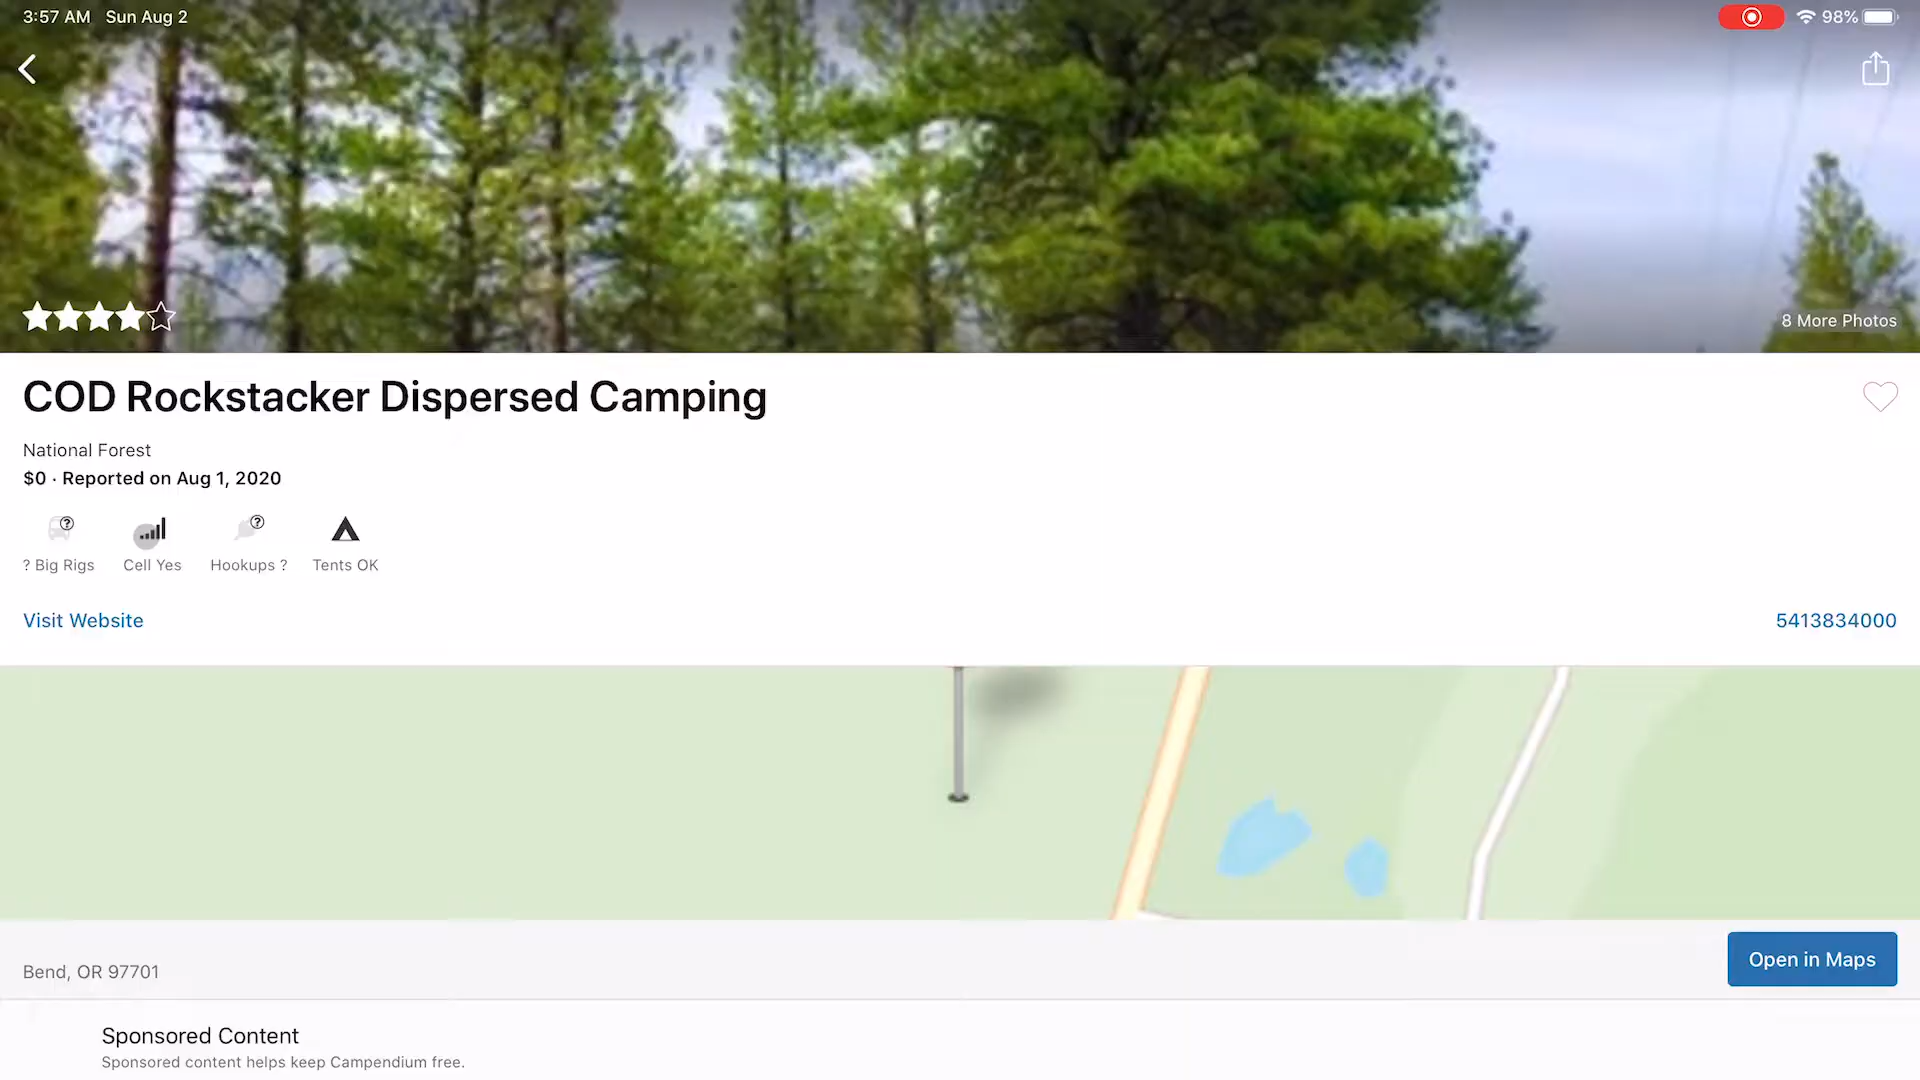 3:57 AM Sun Aug 2
98%
8 More Photos
COD Rockstacker Dispersed Camping
National Forest
$0 · Reported on Aug 1, 2020
? Big Rigs
Cell Yes
Hookups ?
Tents OK
Visit Website
5413834000
Bend, OR 97701
Open in Maps
Sponsored Content
Sponsored content helps keep Campendium free.